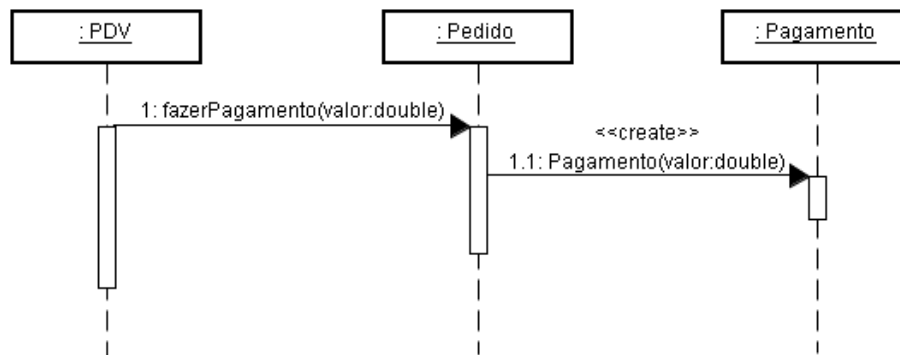 : PDV
: Pedido
: Pagamento
1: fazerPagamento(valor:double)
<<create>>
1.1: Pagamento(valor:double)